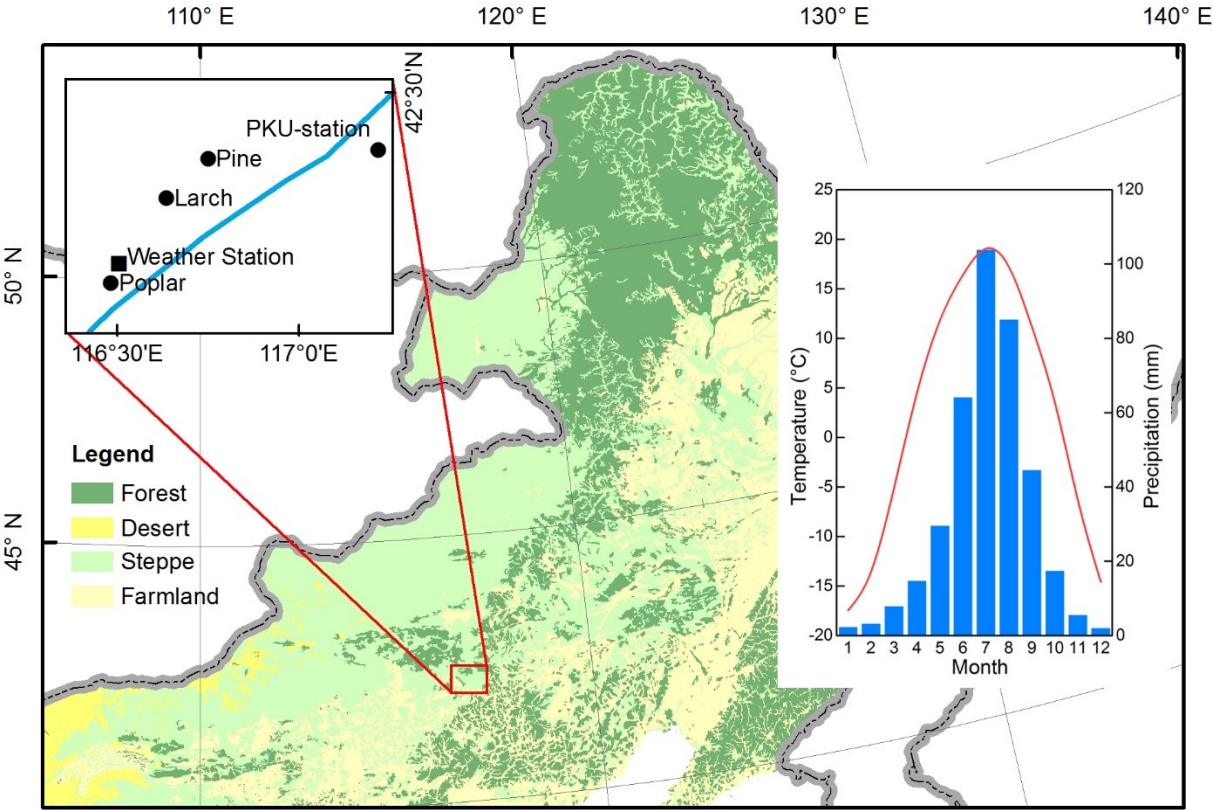 110° E
120° E
130° E
140° E
50° N
45° N
42°30'N
PKU-station
Pine
Larch
Weather Station
Poplar
116°30'E
117°0'E
Legend
Forest
Desert
Steppe
Farmland
25
20
15
10
5
0
-5
-10
-15
-20
Temperature (°C)
120
100
80
60
40
20
0
Precipitation (mm)
1 2 3 4 5 6 7 8 9 10 11 12
Month